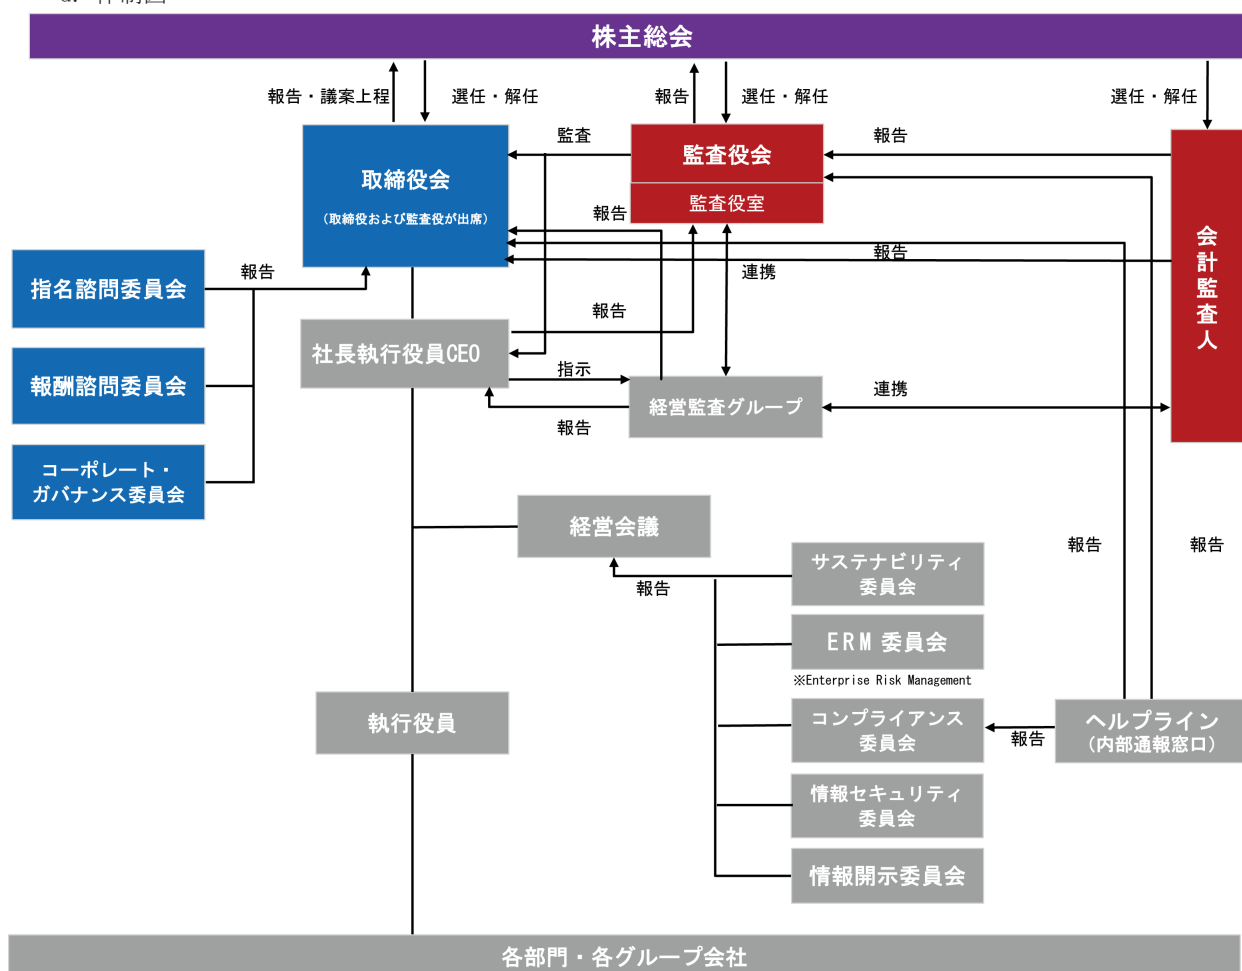 株主総会
報告・議案上程
選任・解任
報告
選任・解任
選任・解任
取締役会
(取締役および監査役が出席)
監査
監査役会
監査役室
報告
会計監査人
報告
報告
連携
指名諮問委員会
報告
報酬諮問委員会
コーポレート・
ガバナンス委員会
社長執行役員CEO
報告
指示
報告
経営監査グループ
連携
経営会議
報告
サステナビリティ
委員会
ERM 委員会
※Enterprise Risk Management
コンプライアンス
委員会
情報セキュリティ
委員会
情報開示委員会
報告
報告
報告
ヘルプライン
(内部通報窓口)
執行役員
各部門・各グループ会社